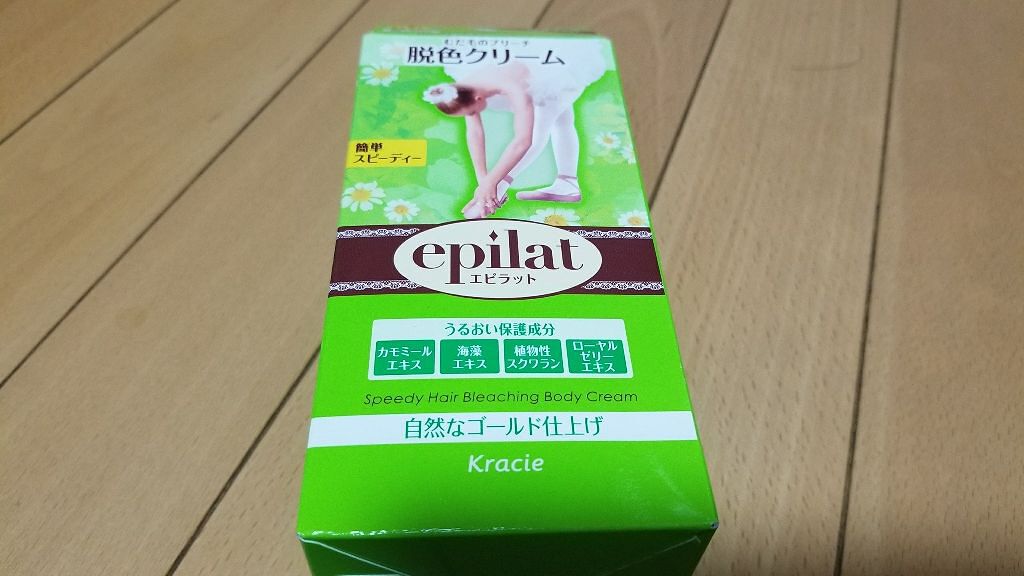 むだものブリーチ
脱色クリーム
簡単
スピーディー
epilat
エピラット
うるおい保護成分
カモミール
エキス
海藻
エキス
植物性
スクワラン
ローヤル
ゼリー
エキス
Speedy Hair Bleaching Body Cream
自然なゴールド仕上げ
Kracie